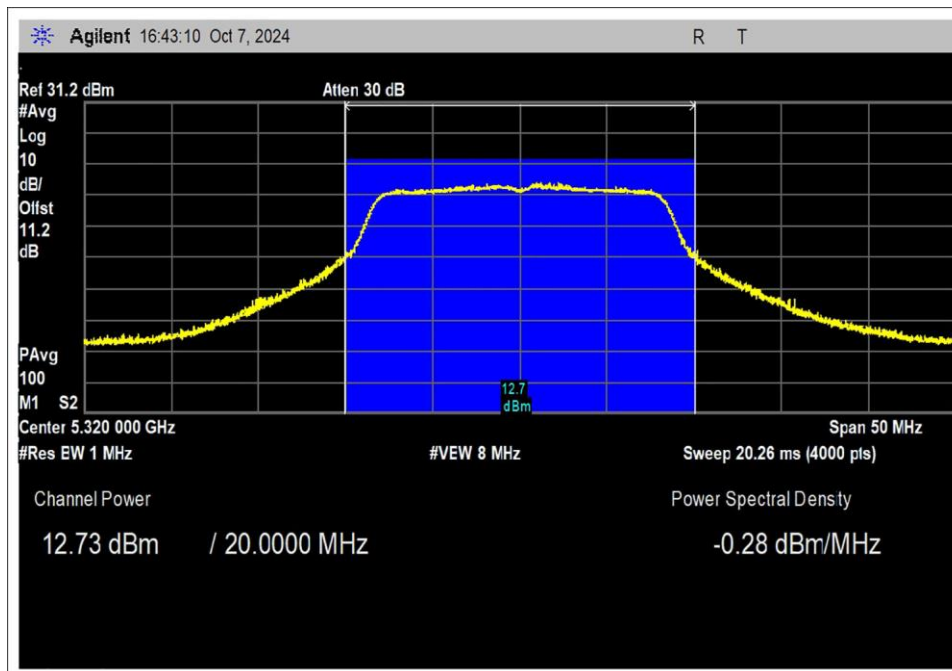 Agilent 16:43:10 Oct 7, 2024 R T
Ref 31.2 dBm Atten 30 dB
#Avg
Log
10
dB/
Offst
11.2
dB
PAvg
100
12.7
dBm
M1 S2
Center 5.320 000 GHz Span 50 MHz
#Res BW 1 MHz #VBW 8 MHz Sweep 20.26 ms (4000 pts)
Channel Power Power Spectral Density
12.73 dBm / 20.0000 MHz -0.28 dBm/MHz